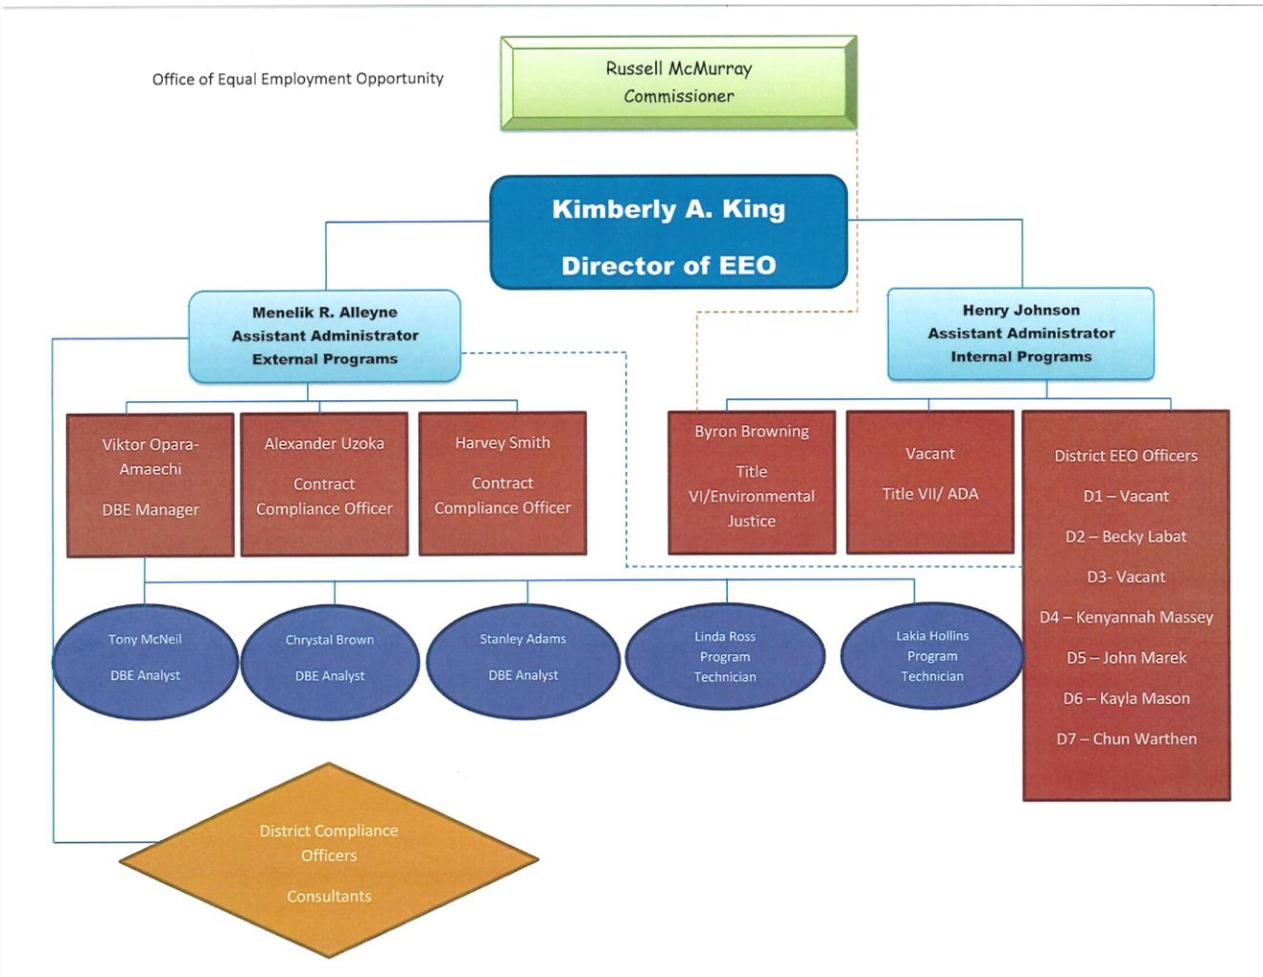 Office of Equal Employment Opportunity
Russell McMurray
Commissioner
Kimberly A. King
Director of EEO
Menelik R. Alleyne
Assistant Administrator
External Programs
Henry Johnson
Assistant Administrator
Internal Programs
Viktor Opara-
Amaechi
DBE Manager
Alexander Uzoka
Contract
Compliance Officer
Harvey Smith
Contract
Compliance Officer
Byron Browning
Title
VI/Environmental
Justice
Vacant
Title VII/ ADA
District EEO Officers
D1 – Vacant
D2 – Becky Labat
D3- Vacant
D4 – Kenyannah Massey
D5 – John Marek
D6 – Kayla Mason
D7 – Chun Warthen
Tony McNeil
DBE Analyst
Chrystal Brown
DBE Analyst
Stanley Adams
DBE Analyst
Linda Ross
Program
Technician
Lakia Hollins
Program
Technician
District Compliance
Officers
Consultants